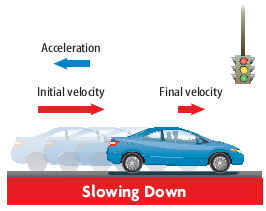 Acceleration
Initial velocity
Final velocity
Slowing Down